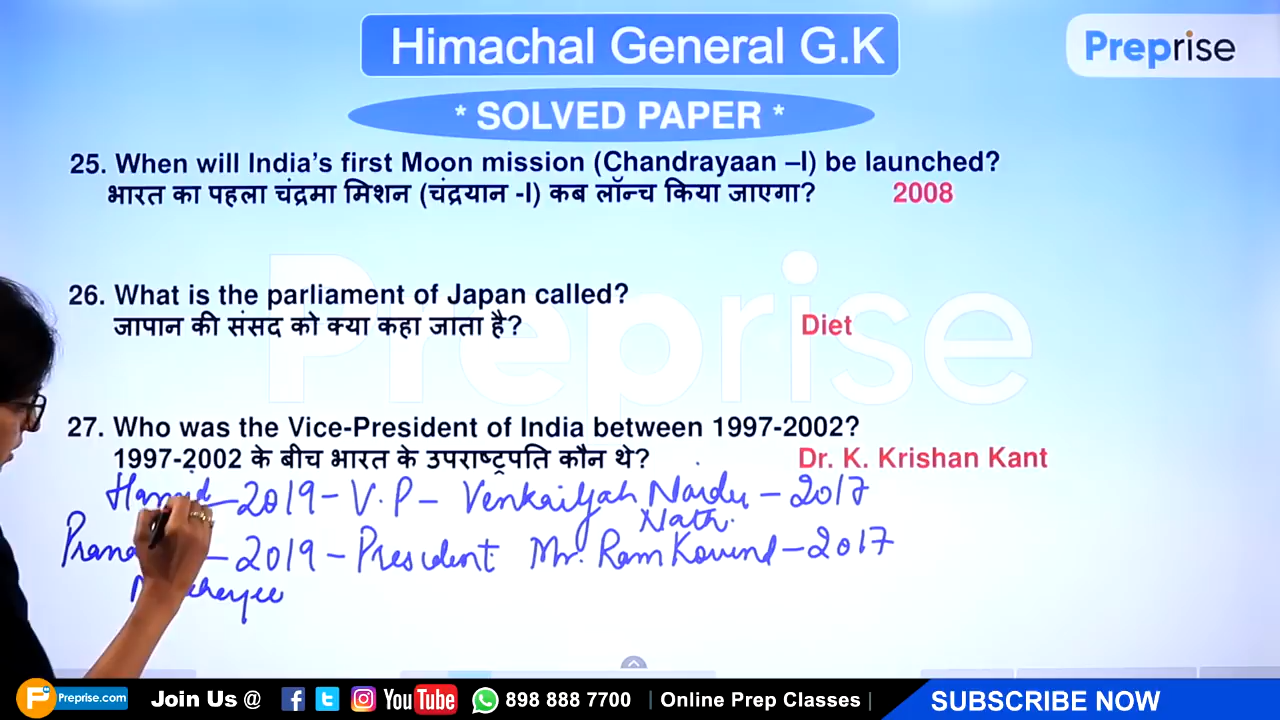 Himachal General G.K
Preprise
* SOLVED PAPER *
25. When will India's first Moon mission (Chandrayaan –I) be launched?
भारत का पहला चंद्रमा मिशन (चंद्रयान -I) कब लॉन्च किया जाएगा? 2008
Preprise
26. What is the parliament of Japan called?
जापान की संसद को क्या कहा जाता है? Diet
27. Who was the Vice-President of India between 1997-2002?
1997-2002 के बीच भारत के उपराष्ट्रपति कौन थे? Dr. K. Krishan Kant
Hamid – 2019 – V.P – Venkaiyah Naidu – 2017
Nath
– 2019 – President Mr. Ram Kovind – 2017
Preprise.com Join Us @ YouTube 898 888 7700 | Online Prep Classes | SUBSCRIBE NOW